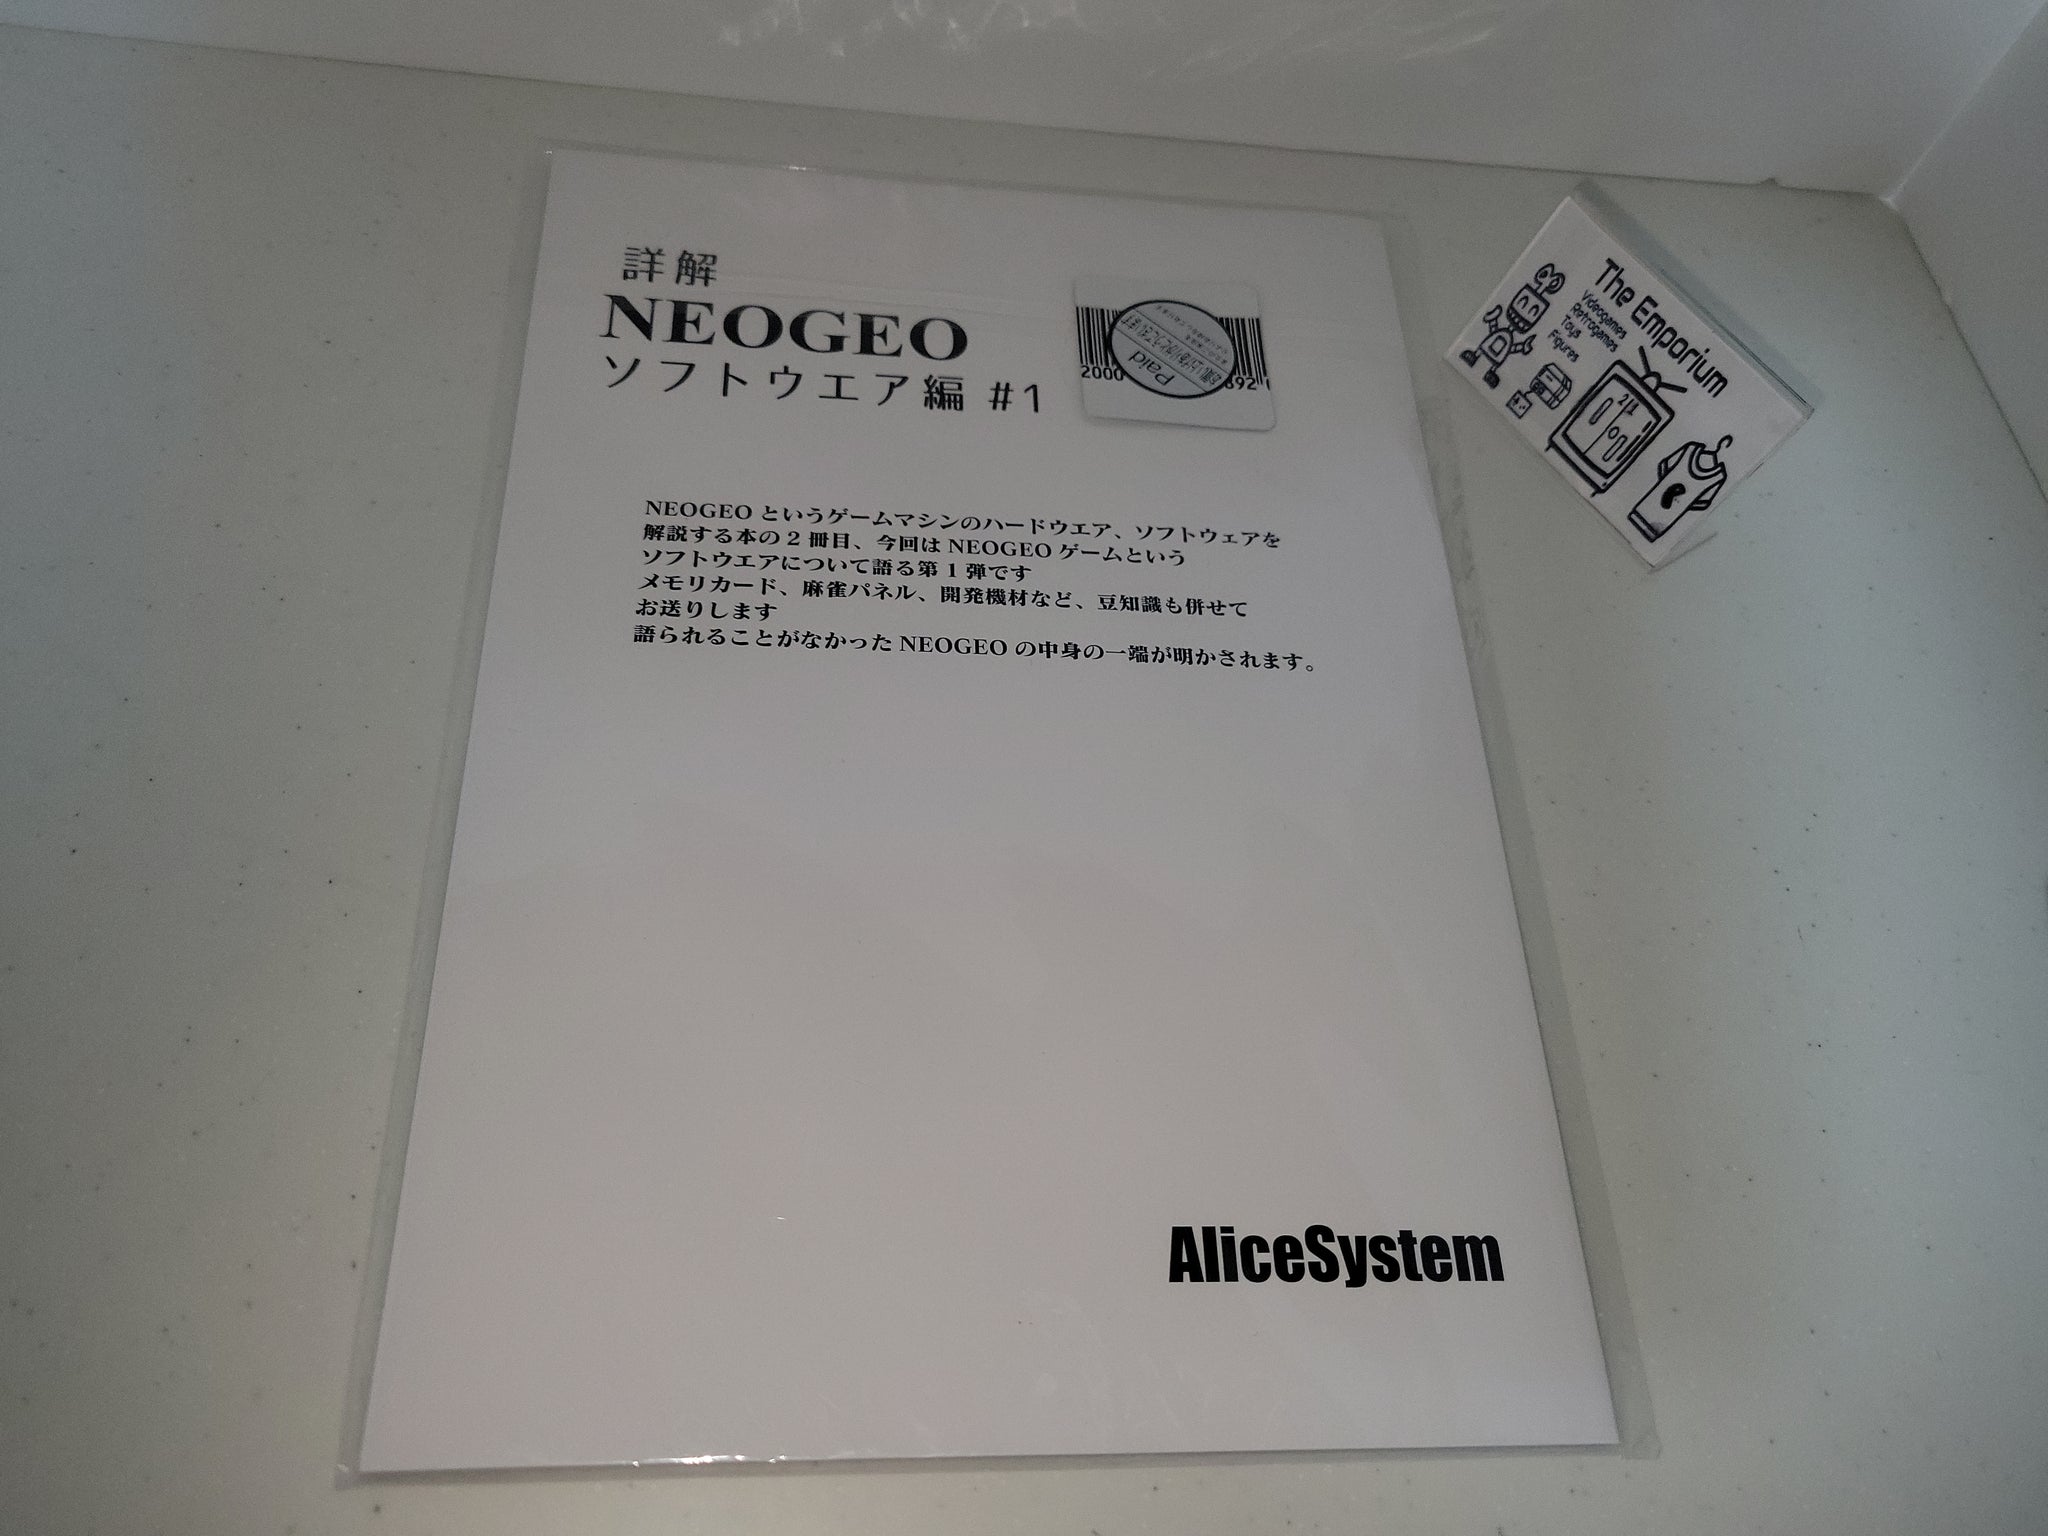 詳解
NEOGEO
ソフトウエア編 #1
2000
392
Paid
NEOGEO というゲームマシンのハードウエア、ソフトウェアを
解説する本の 2 冊目、今回は NEOGEO ゲームという
ソフトウエアについて語る第 1 弾です
メモリカード、麻雀パネル、開発機材など、豆知識も併せて
お送りします
語られることがなかった NEOGEO の中身の一端が明かされます。
AliceSystem
The Emporium
Videogames
Retrogames
Toys
Figures